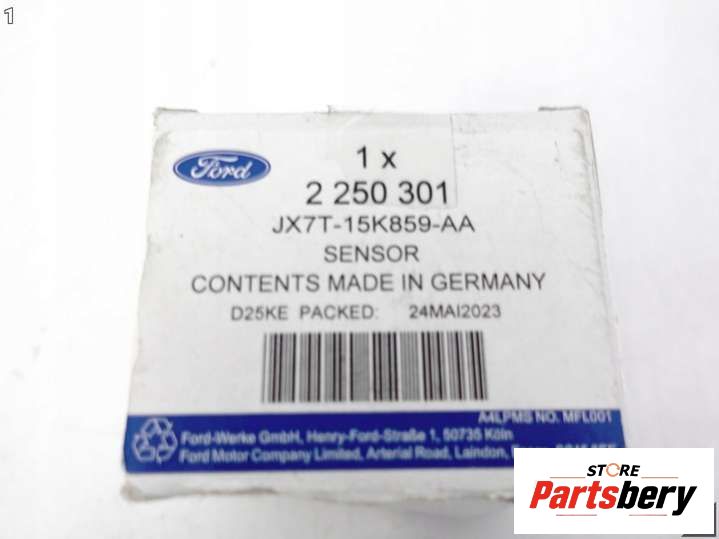 1
Ford
1 x
2 250 301
JX7T-15K859-AA
SENSOR
CONTENTS MADE IN GERMANY
D25KE PACKED: 24MAI2023
A4LPMS NO. MFL001
Ford-Werke GmbH, Henry-Ford-Straße 1, 50735 Köln
Ford Motor Company Limited, Arterial Road, Laindon,
STORE
Partsbery